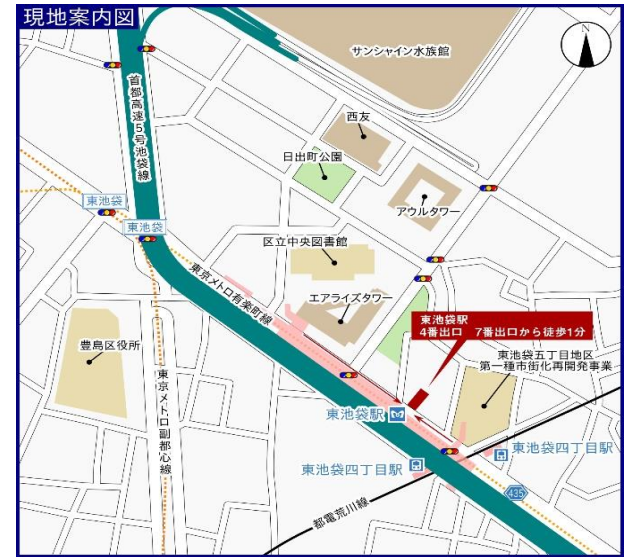 現地案内図
サンシャイン水族館
N
首都高速5号池袋線
西友
日出町公園
アウルタワー
東池袋
東池袋
区立中央図書館
東京メトロ有楽町線
エアライズタワー
東池袋駅
4番出口 7番出口から徒歩1分
豊島区役所
東池袋五丁目地区
第一種市街化再開発事業
東京メトロ副都心線
東池袋駅
東池袋四丁目駅
東池袋四丁目駅
435
都電荒川線